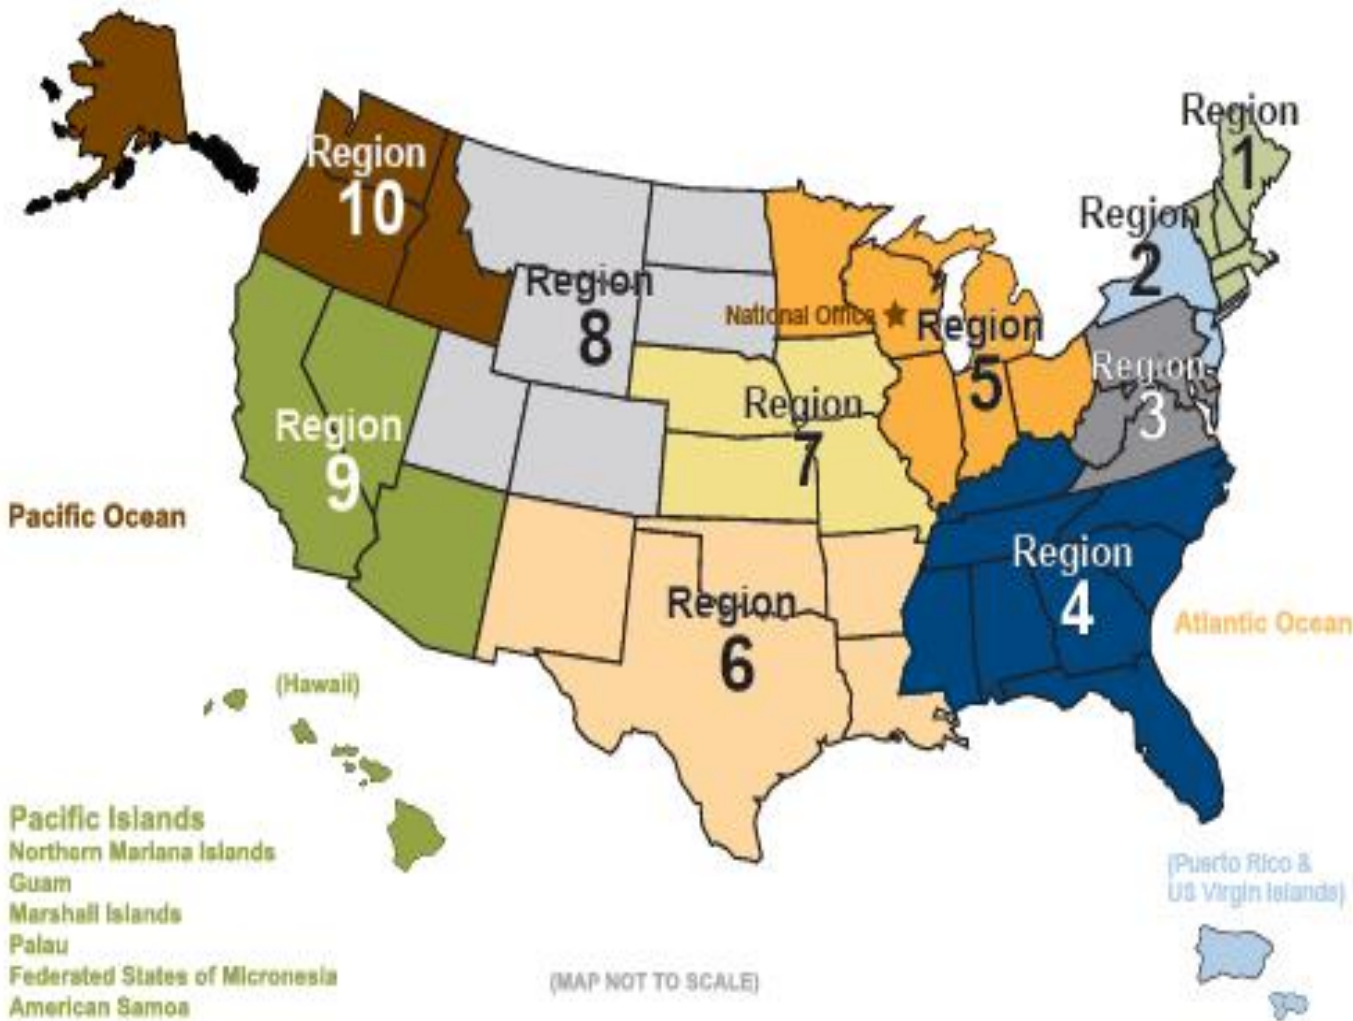 Region
1
Region
10
Region
2
Region
8
National Office
Region
5
Region
3
Region
7
Region
9
Pacific Ocean
Region
4
Region
6
Atlantic Ocean
(Hawaii)
Pacific Islands
Northern Mariana Islands
Guam
Marshall Islands
Palau
Federated States of Micronesia
American Samoa
(Puerto Rico &
US Virgin Islands)
(MAP NOT TO SCALE)